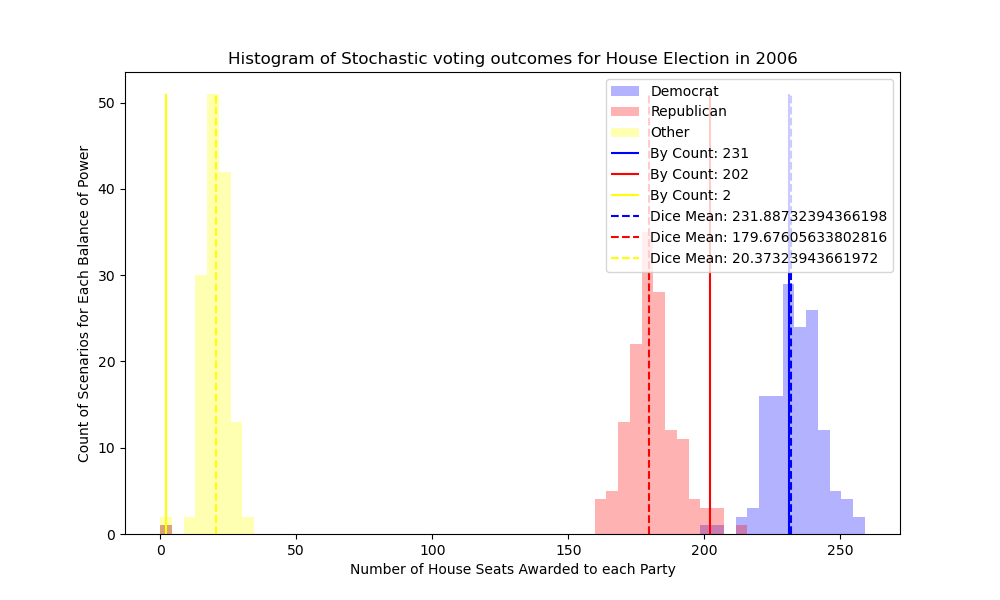 Histogram of Stochastic voting outcomes for House Election in 2006
Count of Scenarios for Each Balance of Power
50
40
30
20
10
0
Democrat
Republican
Other
By Count: 231
By Count: 202
By Count: 2
Dice Mean: 231.88732394366198
Dice Mean: 179.67605633802816
Dice Mean: 20.37323943661972
0 50 100 150 200 250
Number of House Seats Awarded to each Party